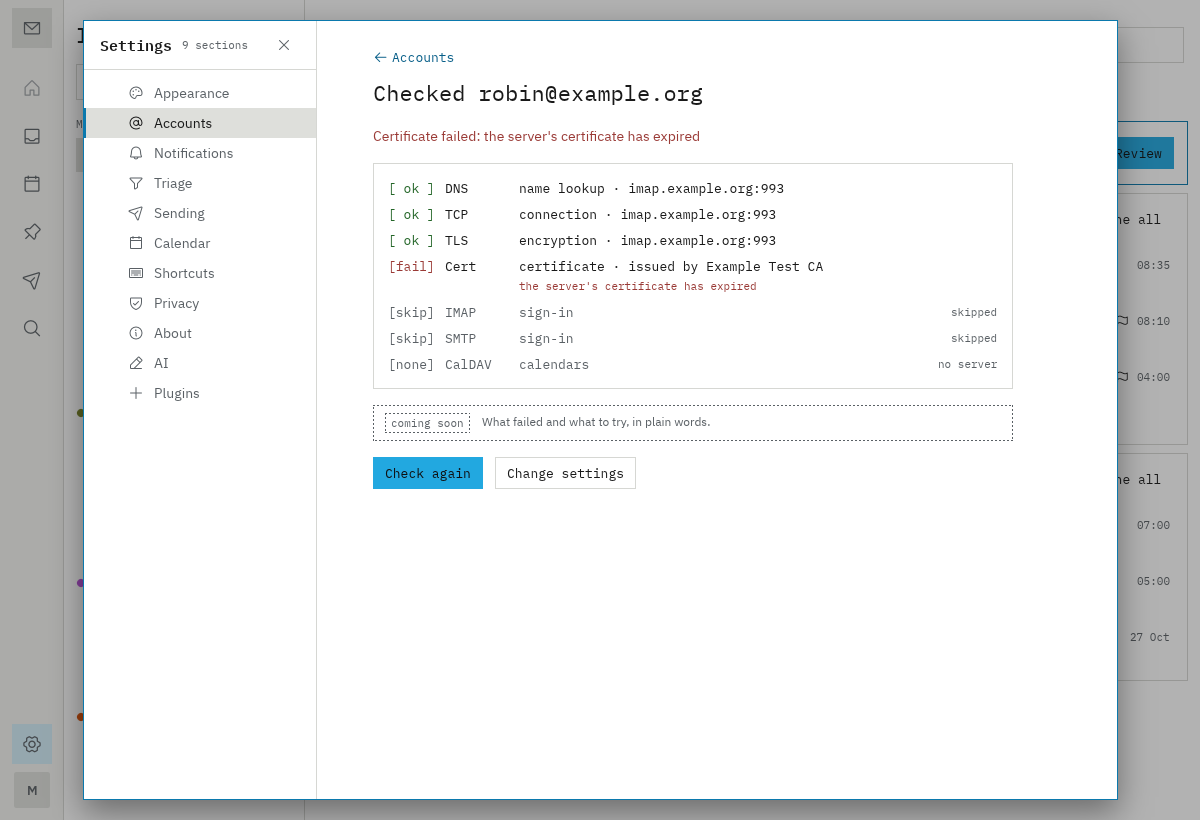 Settings 9 sections
Appearance
Accounts
Notifications
Triage
Sending
Calendar
Shortcuts
Privacy
About
AI
Plugins
M
← Accounts
Checked robin@example.org
Certificate failed: the server's certificate has expired
[ ok ] DNS name lookup · imap.example.org:993
[ ok ] TCP connection · imap.example.org:993
[ ok ] TLS encryption · imap.example.org:993
[fail] Cert certificate · issued by Example Test CA
the server's certificate has expired
[skip] IMAP sign-in skipped
[skip] SMTP sign-in skipped
[none] CalDAV calendars no server
coming soon What failed and what to try, in plain words.
Check again Change settings
Review
all
08:35
08:10
04:00
all
07:00
05:00
27 Oct